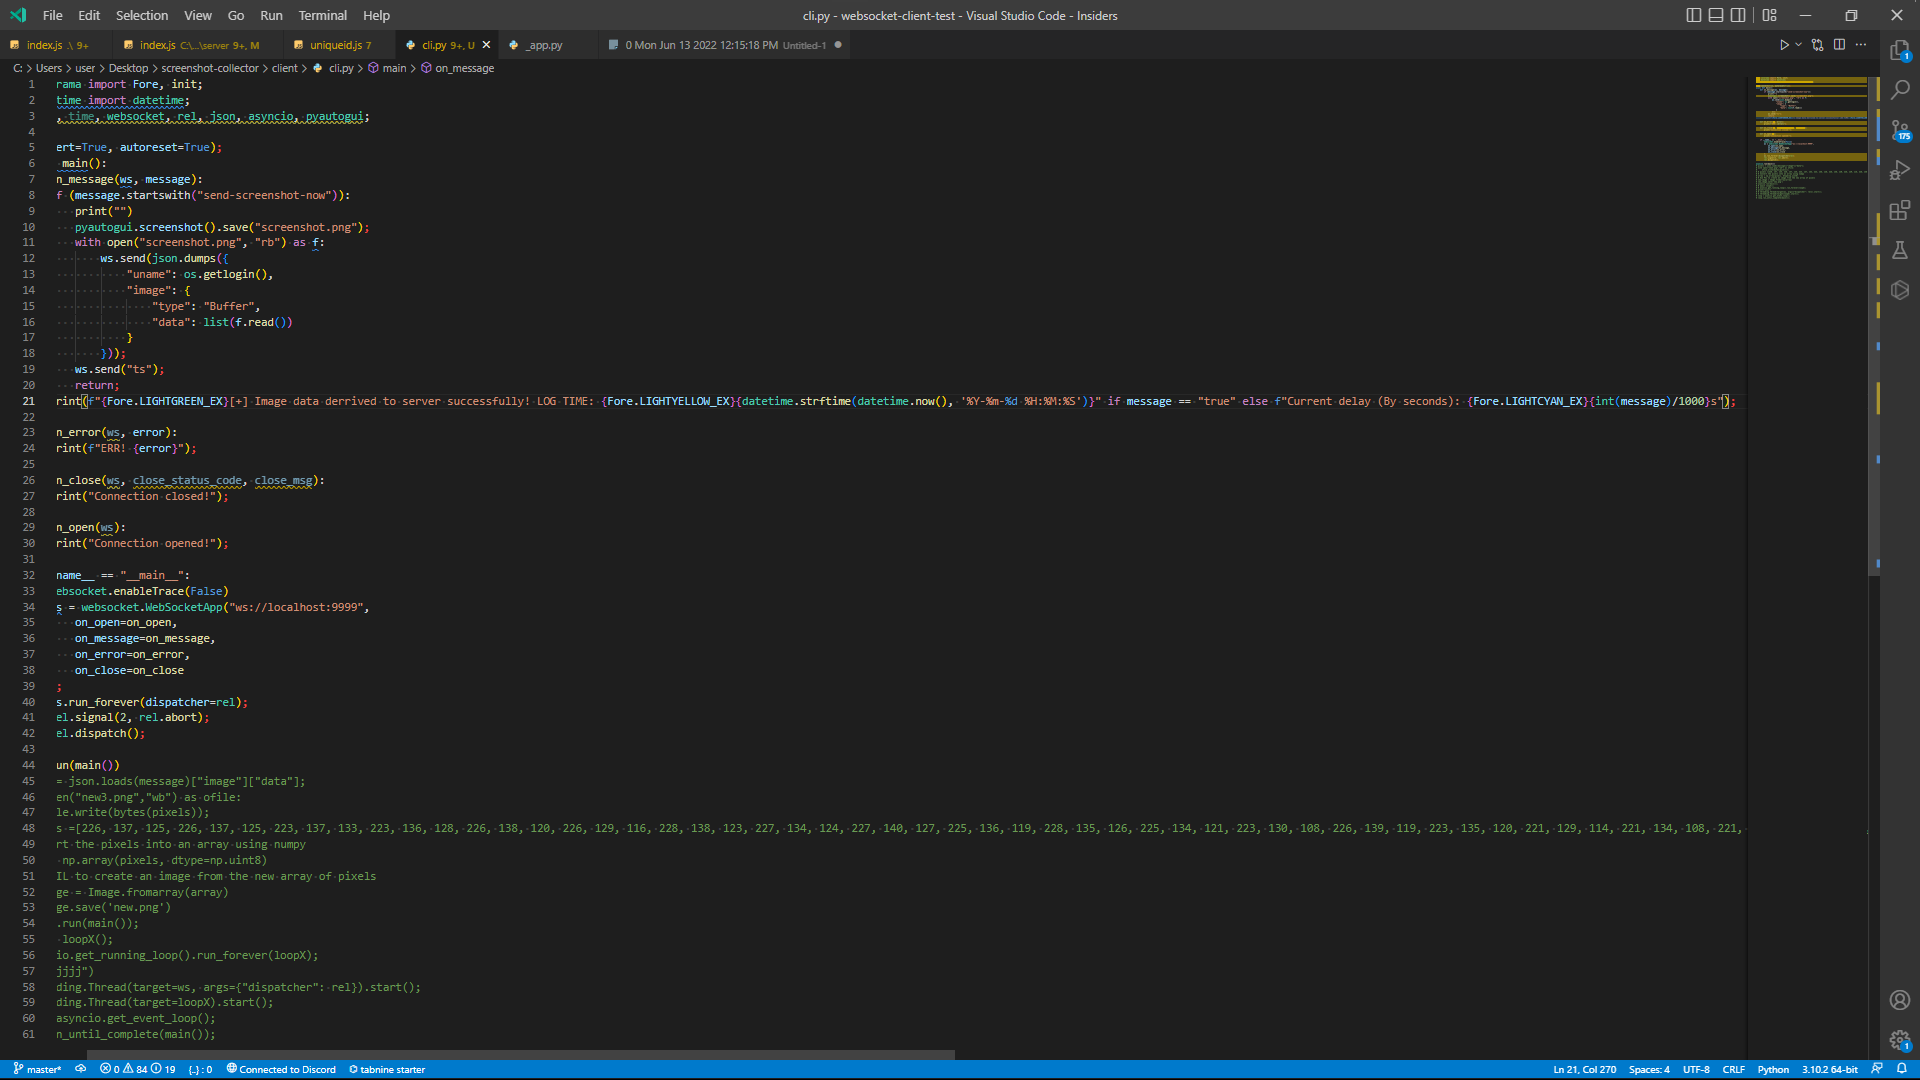 File Edit Selection View Go Run Terminal Help
cli.py - websocket-client-test - Visual Studio Code - Insiders
index.js .\ 9+
index.js C:\...\server 9+, M
uniqueid.js 7
cli.py 9+, U
_app.py
0 Mon Jun 13 2022 12:15:18 PM Untitled-1
C: > Users > user > Desktop > screenshot-collector > client > cli.py > main > on_message
1 rama import Fore, init;
2 time import datetime;
3 , time, websocket, rel, json, asyncio, pyautogui;
4
5 ert=True, autoreset=True);
6 main():
7 n_message(ws, message):
8 f (message.startswith("send-screenshot-now")):
9 print("")
10 pyautogui.screenshot().save("screenshot.png");
11 with open("screenshot.png", "rb") as f:
12 ws.send(json.dumps({
13 "uname": os.getlogin(),
14 "image": {
15 "type": "Buffer",
16 "data": list(f.read())
17 }
18 }));
19 ws.send("ts");
20 return;
21 rint(f"{Fore.LIGHTGREEN_EX}[+] Image data derrived to server successfully! LOG TIME: {Fore.LIGHTYELLOW_EX}{datetime.strftime(datetime.now(), '%Y-%m-%d %H:%M:%S')}" if message == "true" else f"Current delay (By seconds): {Fore.LIGHTCYAN_EX}{int(message)/1000}s");
22
23 n_error(ws, error):
24 rint(f"ERR! {error}");
25
26 n_close(ws, close_status_code, close_msg):
27 rint("Connection closed!");
28
29 n_open(ws):
30 rint("Connection opened!");
31
32 name__ == "__main__":
33 ebsocket.enableTrace(False)
34 s = websocket.WebSocketApp("ws://localhost:9999",
35 on_open=on_open,
36 on_message=on_message,
37 on_error=on_error,
38 on_close=on_close
39 ;
40 s.run_forever(dispatcher=rel);
41 el.signal(2, rel.abort);
42 el.dispatch();
43
44 un(main())
45 = json.loads(message)["image"]["data"];
46 en("new3.png","wb") as ofile:
47 le.write(bytes(pixels));
48 s =[226, 137, 125, 226, 137, 125, 223, 137, 133, 223, 136, 128, 226, 138, 120, 226, 129, 116, 228, 138, 123, 227, 134, 124, 227, 140, 127, 225, 136, 119, 228, 135, 126, 225, 134, 121, 223, 130, 108, 226, 139, 119, 223, 135, 120, 221, 129, 114, 221, 134, 108, 221,
49 rt the pixels into an array using numpy
50 np.array(pixels, dtype=np.uint8)
51 IL to create an image from the new array of pixels
52 ge = Image.fromarray(array)
53 ge.save('new.png')
54 .run(main());
55 loopX();
56 io.get_running_loop().run_forever(loopX);
57 jjjj")
58 ding.Thread(target=ws, args={"dispatcher": rel}).start();
59 ding.Thread(target=loopX).start();
60 asyncio.get_event_loop();
61 n_until_complete(main());
1
175
1
master* 0 84 19 {..} : 0 Connected to Discord tabnine starter
Ln 21, Col 270 Spaces: 4 UTF-8 CRLF Python 3.10.2 64-bit